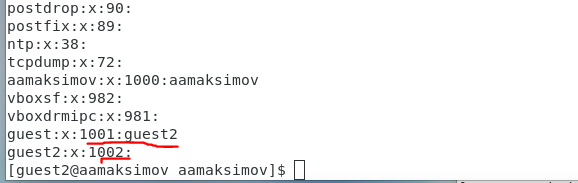 postdrop:x:90:
postfix:x:89:
ntp:x:38:
tcpdump:x:72:
aamaksimov:x:1000:aamaksimov
vboxsf:x:982:
vboxdrmipc:x:981:
guest:x:1001:guest2
guest2:x:1002:
[guest2@aamaksimov aamaksimov]$